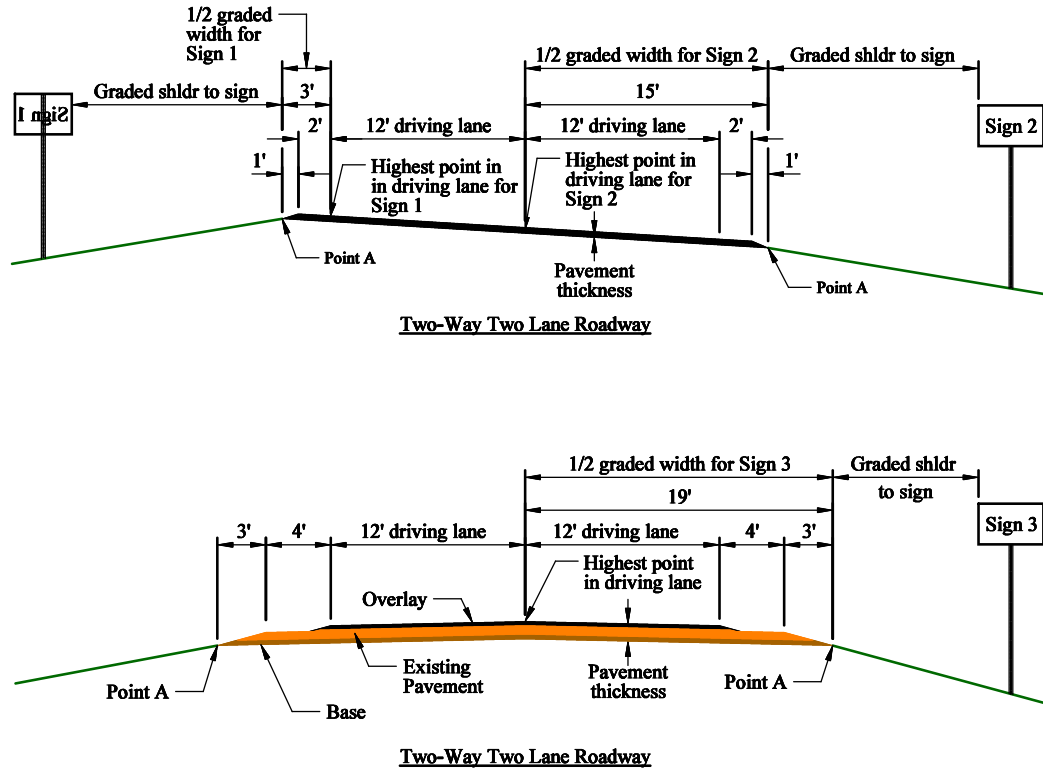 1/2 graded
width for
Sign 1
1/2 graded width for Sign 2
Graded shldr to sign
Graded shldr to sign
3'
15'
Sign 1
Sign 2
2'
12' driving lane
12' driving lane
2'
1'
1'
Highest point in
in driving lane for
Sign 1
Highest point in
driving lane for
Sign 2
Point A
Pavement
thickness
Point A
Two-Way Two Lane Roadway
1/2 graded width for Sign 3
Graded shldr
to sign
19'
Sign 3
3'
4'
12' driving lane
12' driving lane
4'
3'
Highest point
in driving lane
Overlay
Existing
Pavement
Pavement
thickness
Point A
Point A
Base
Two-Way Two Lane Roadway